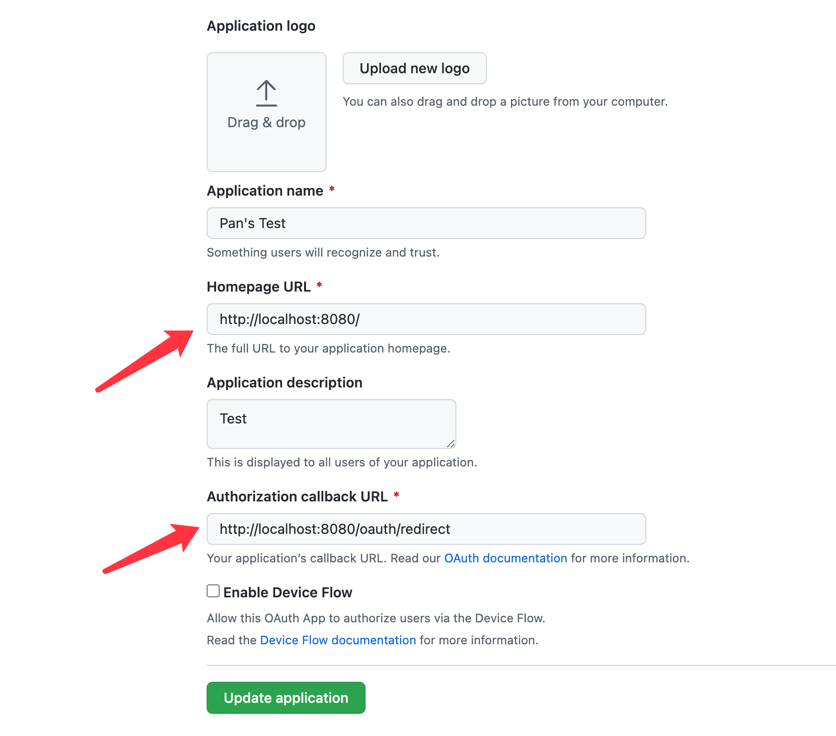 Application logo
Upload new logo
You can also drag and drop a picture from your computer.
Drag & drop
Application name *
Pan's Test
Something users will recognize and trust.
Homepage URL *
http://localhost:8080/
The full URL to your application homepage.
Application description
Test
This is displayed to all users of your application.
Authorization callback URL *
http://localhost:8080/oauth/redirect
Your application’s callback URL. Read our OAuth documentation for more information.
Enable Device Flow
Allow this OAuth App to authorize users via the Device Flow.
Read the Device Flow documentation for more information.
Update application